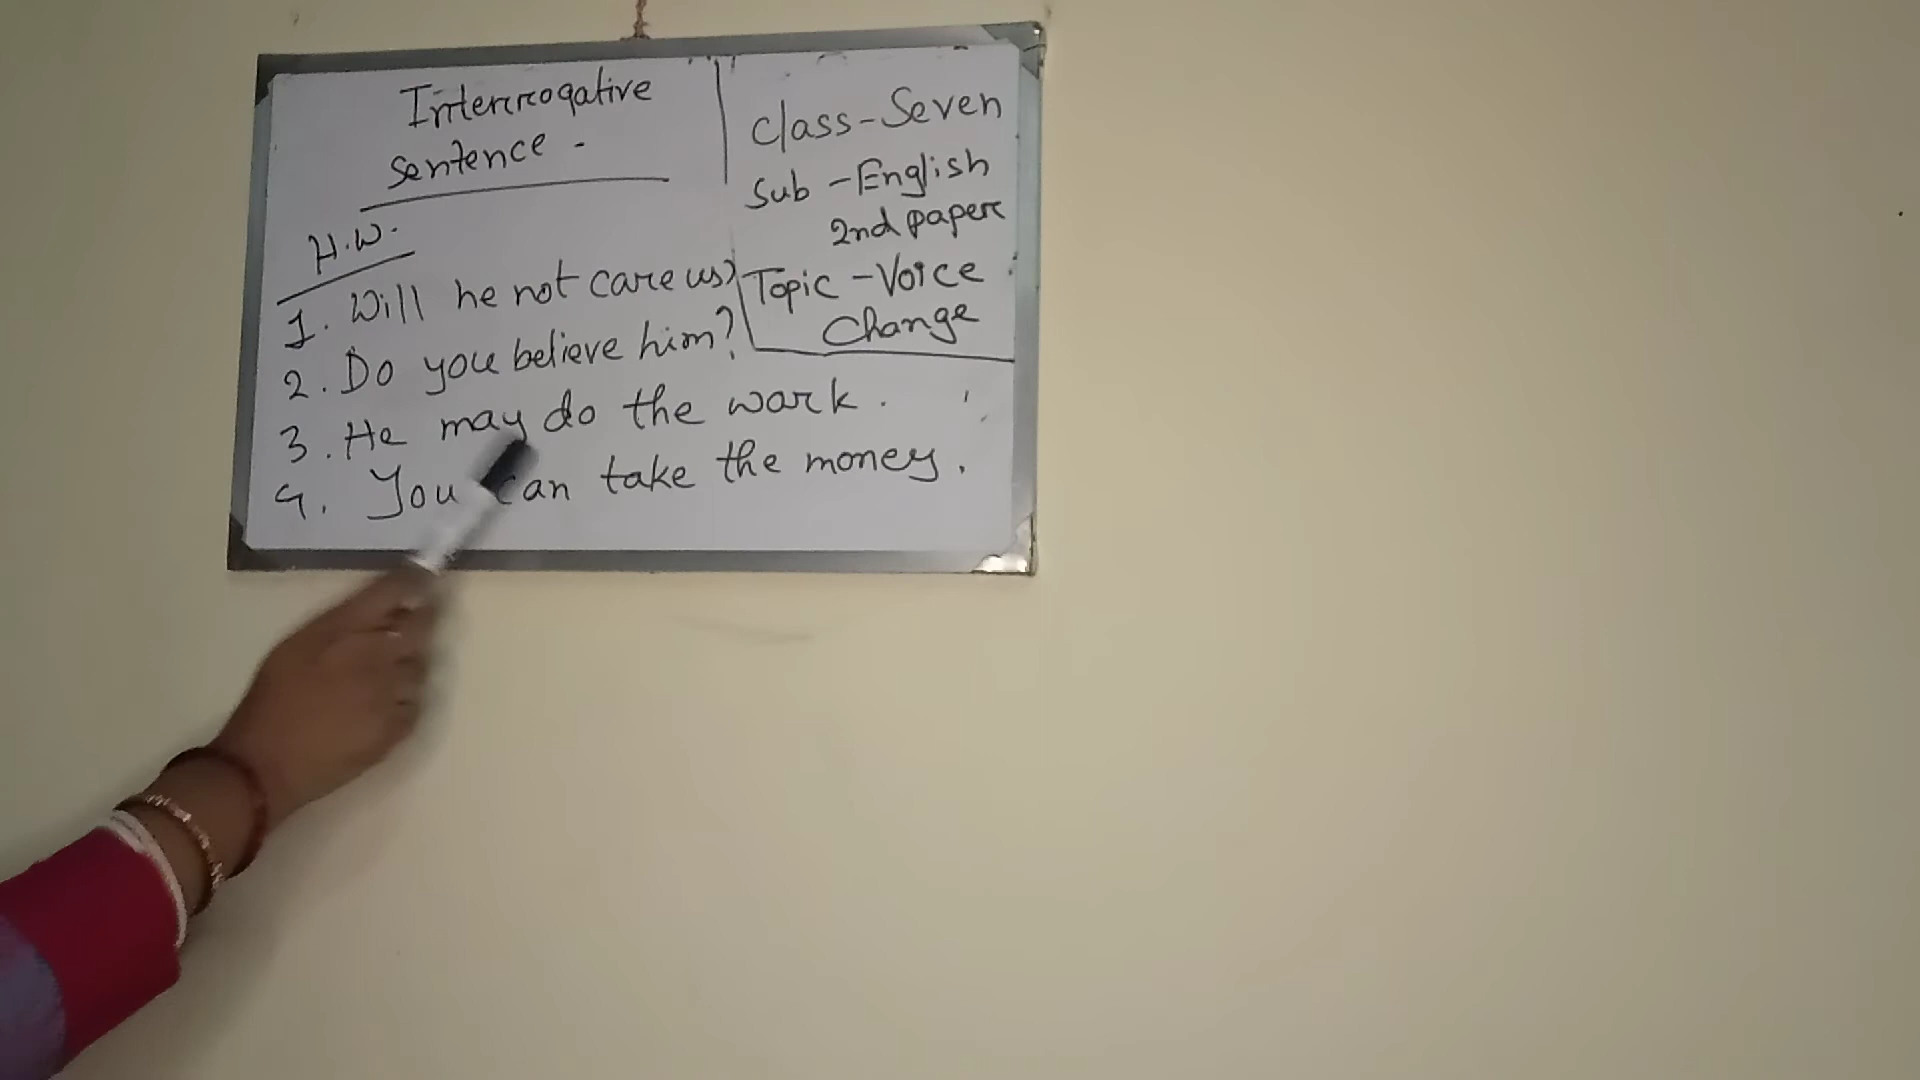 Interrogative
sentence -
H.W.
1. Will he not care us?
2. Do you believe him?
3. He may do the work.
4. You can take the money.
Class-Seven
Sub - English
2nd paper
Topic - Voice
Change